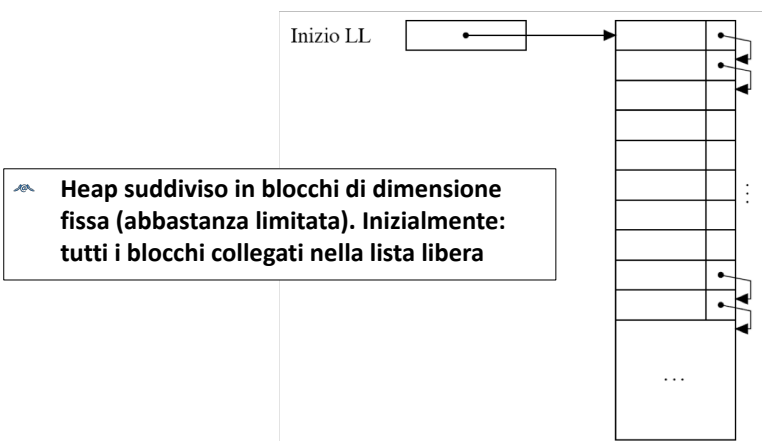 Inizio LL
Heap suddiviso in blocchi di dimensione
fissa (abbastanza limitata). Inizialmente:
tutti i blocchi collegati nella lista libera
...
...